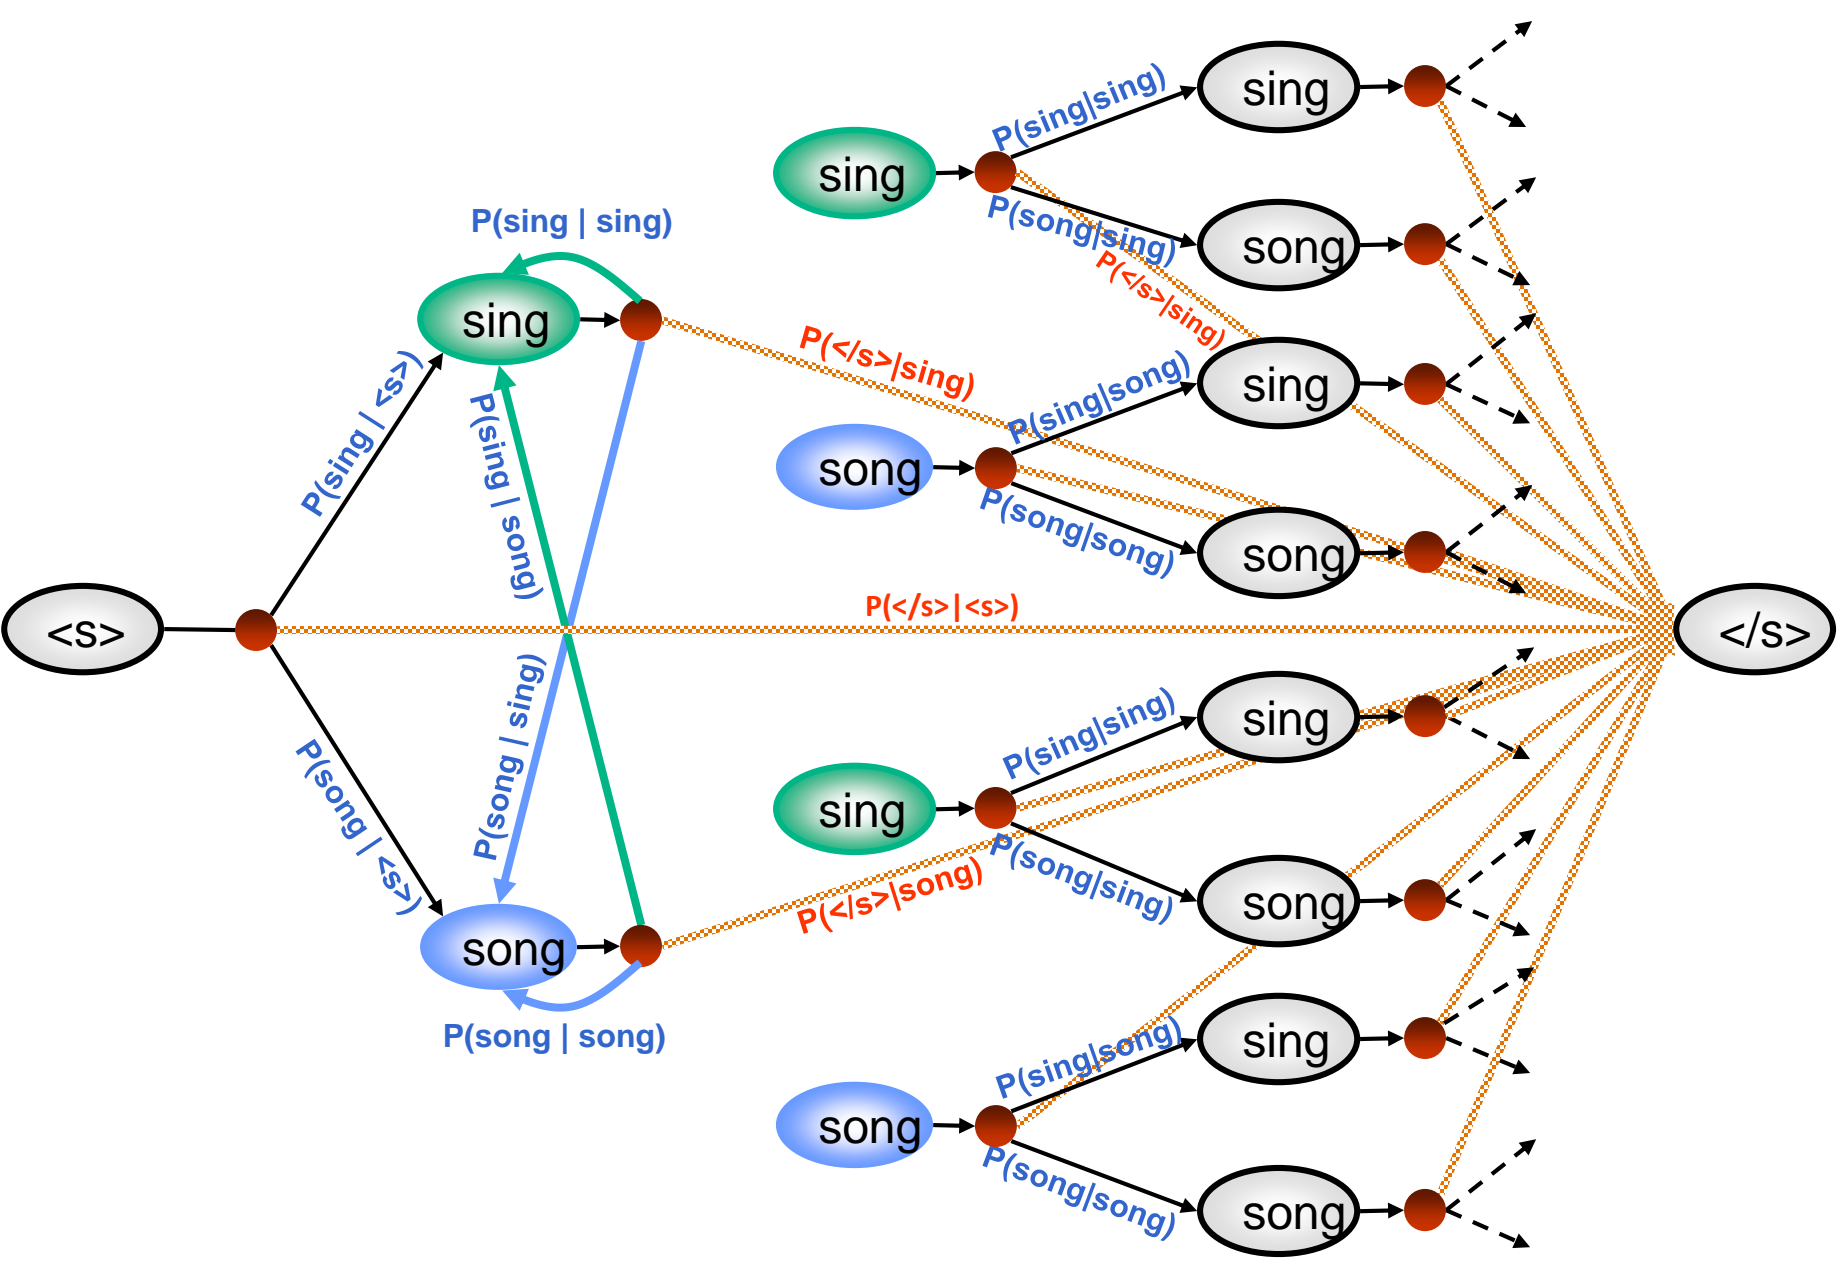 <s>
P(sing | <s>)
P(song | <s>)
P(sing | sing)
sing
P(sing | song)
P(song | sing)
song
P(song | song)
P(</s>|sing)
P(</s>|<s>)
P(</s>|song)
sing
P(sing|sing)
P(song|sing)
P(</s>|sing)
sing
song
song
P(sing|song)
P(song|song)
sing
song
sing
P(sing|sing)
P(song|sing)
sing
song
song
P(sing|song)
P(song|song)
sing
song
</s>